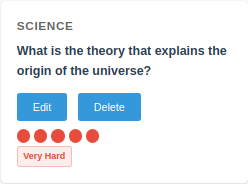 SCIENCE
What is the theory that explains the
origin of the universe?
Edit Delete
Very Hard